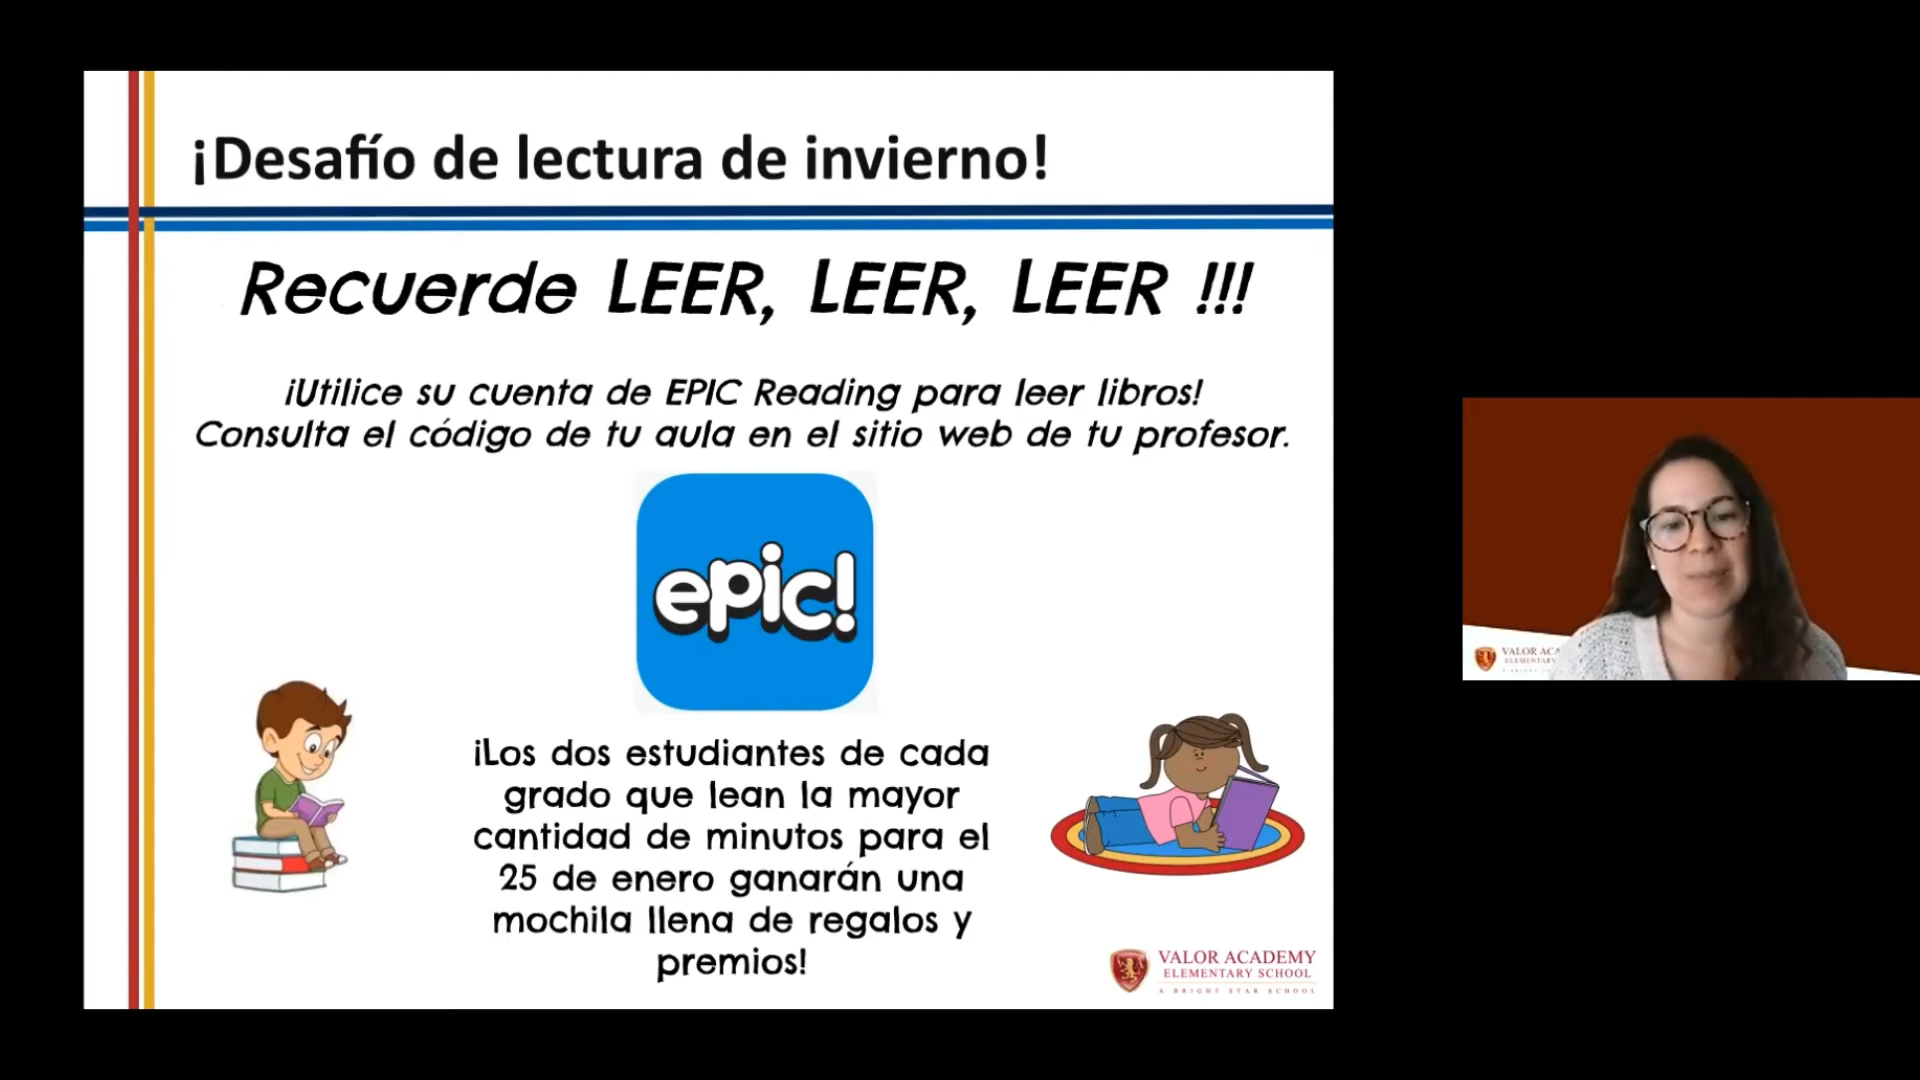 ¡Desafío de lectura de invierno!
Recuerde LEER, LEER, LEER !!!
¡Utilice su cuenta de EPIC Reading para leer libros!
Consulta el código de tu aula en el sitio web de tu profesor.
epic!
¡Los dos estudiantes de cada
grado que lean la mayor
cantidad de minutos para el
25 de enero ganarán una
mochila llena de regalos y
premios!
VALOR ACADEMY
ELEMENTARY SCHOOL
A BRIGHT STAR SCHOOL
VALOR ACA
ELEMENTARY